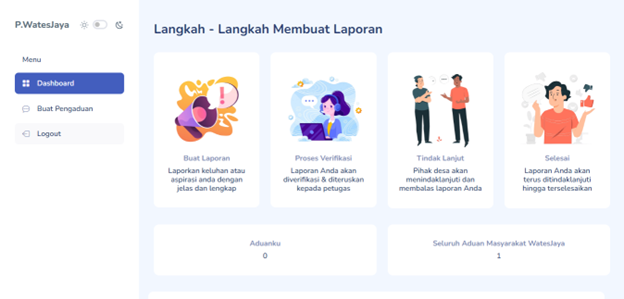 P.WatesJaya
Menu
Dashboard
Buat Pengaduan
Logout
Langkah - Langkah Membuat Laporan
Buat Laporan
Laporkan keluhan atau
aspirasi anda dengan
jelas dan lengkap
Proses Verifikasi
Laporan Anda akan
diverifikasi & diteruskan
kepada petugas
Tindak Lanjut
Pihak desa akan
menindaklanjuti dan
membalas laporan Anda
Selesai
Laporan Anda akan
terus ditindaklanjuti
hingga terselesaikan
Aduanku
0
Seluruh Aduan Masyarakat WatesJaya
1